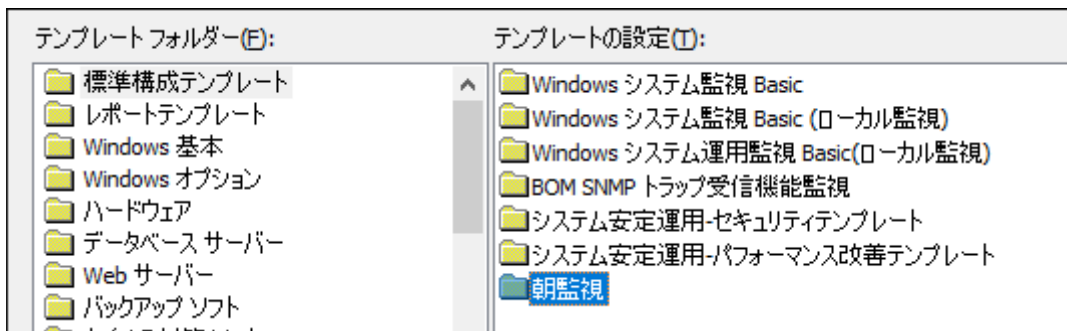 テンプレート フォルダー(F):
標準構成テンプレート
レポートテンプレート
Windows 基本
Windows オプション
ハードウェア
データベース サーバー
Web サーバー
バックアップ ソフト
テンプレートの設定(T):
Windows システム監視 Basic
Windows システム監視 Basic (ローカル監視)
Windows システム運用監視 Basic(ローカル監視)
BOM SNMP トラップ受信機能監視
システム安定運用-セキュリティテンプレート
システム安定運用-パフォーマンス改善テンプレート
朝監視